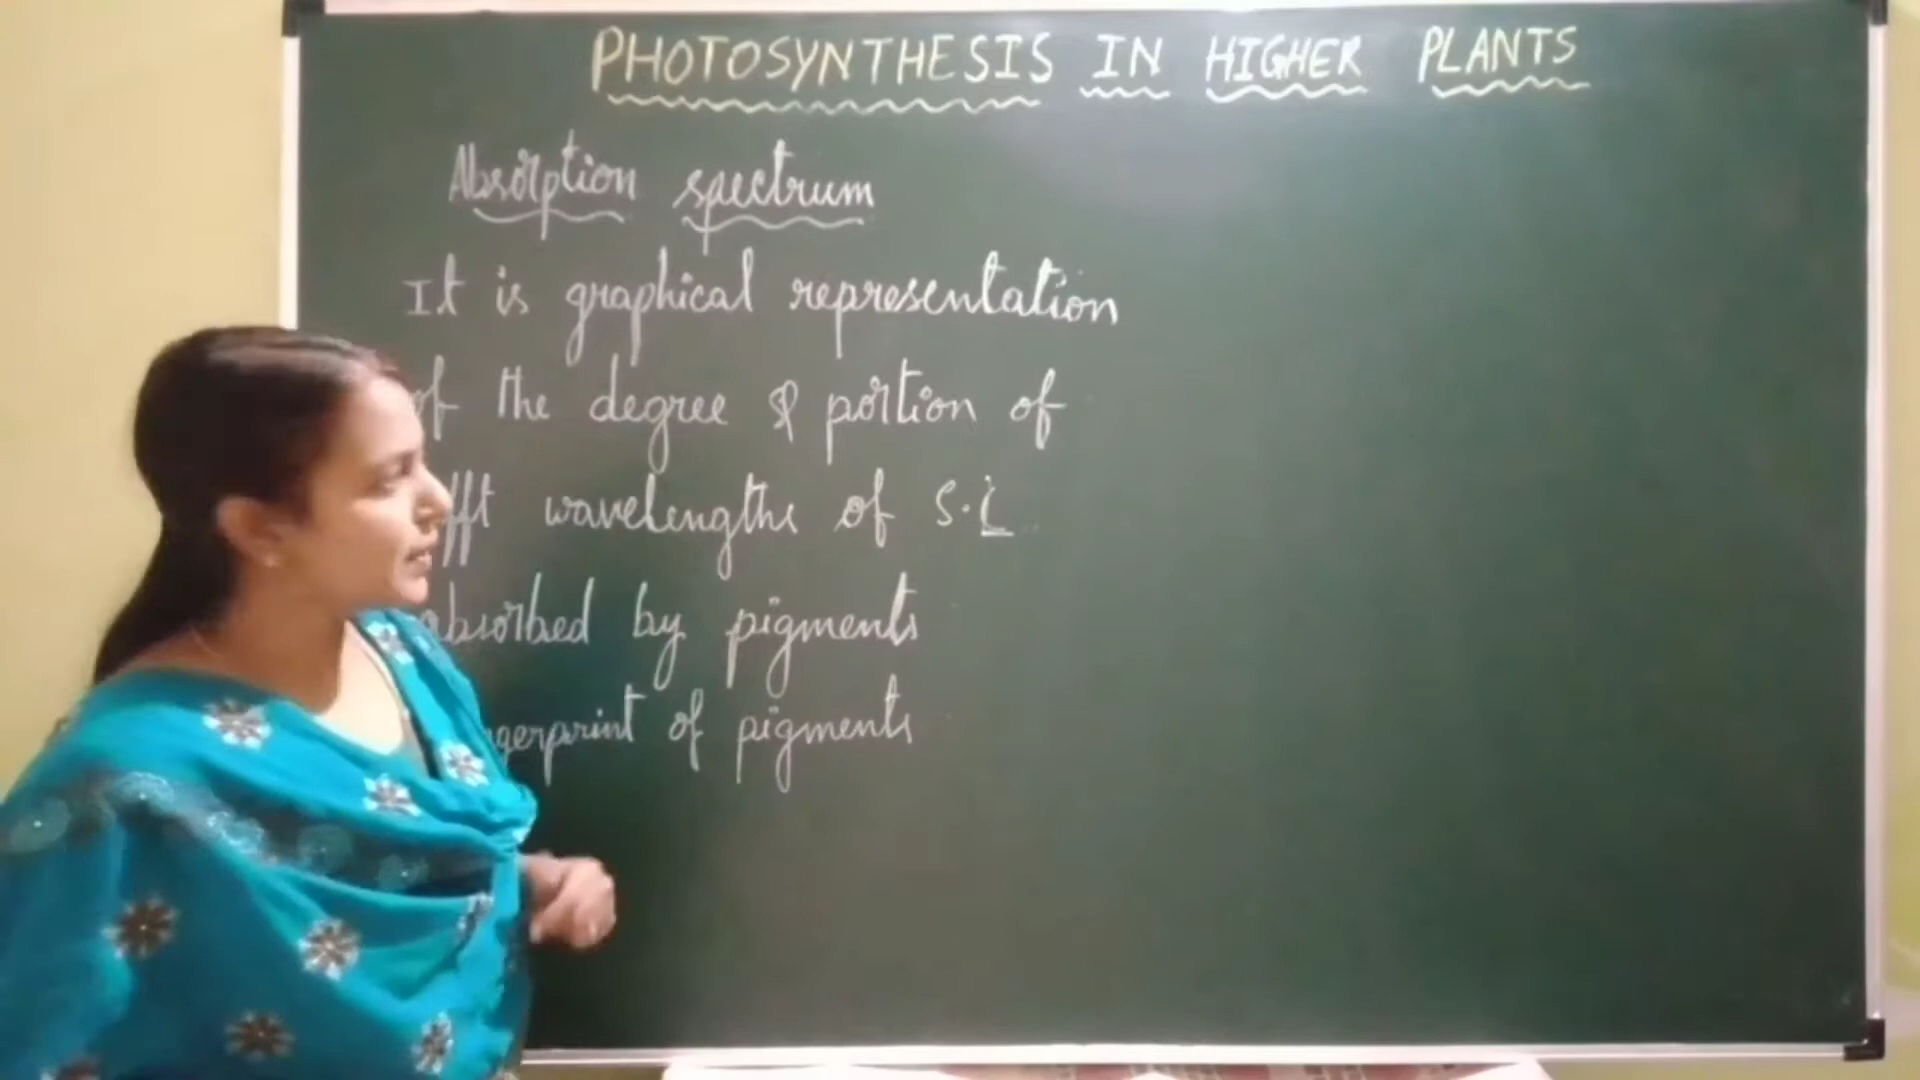 PHOTOSYNTHESIS IN HIGHER PLANTS
Absorption spectrum
It is graphical representation
of the degree & portion of
wavelengths of S.L
absorbed by pigments
of pigments